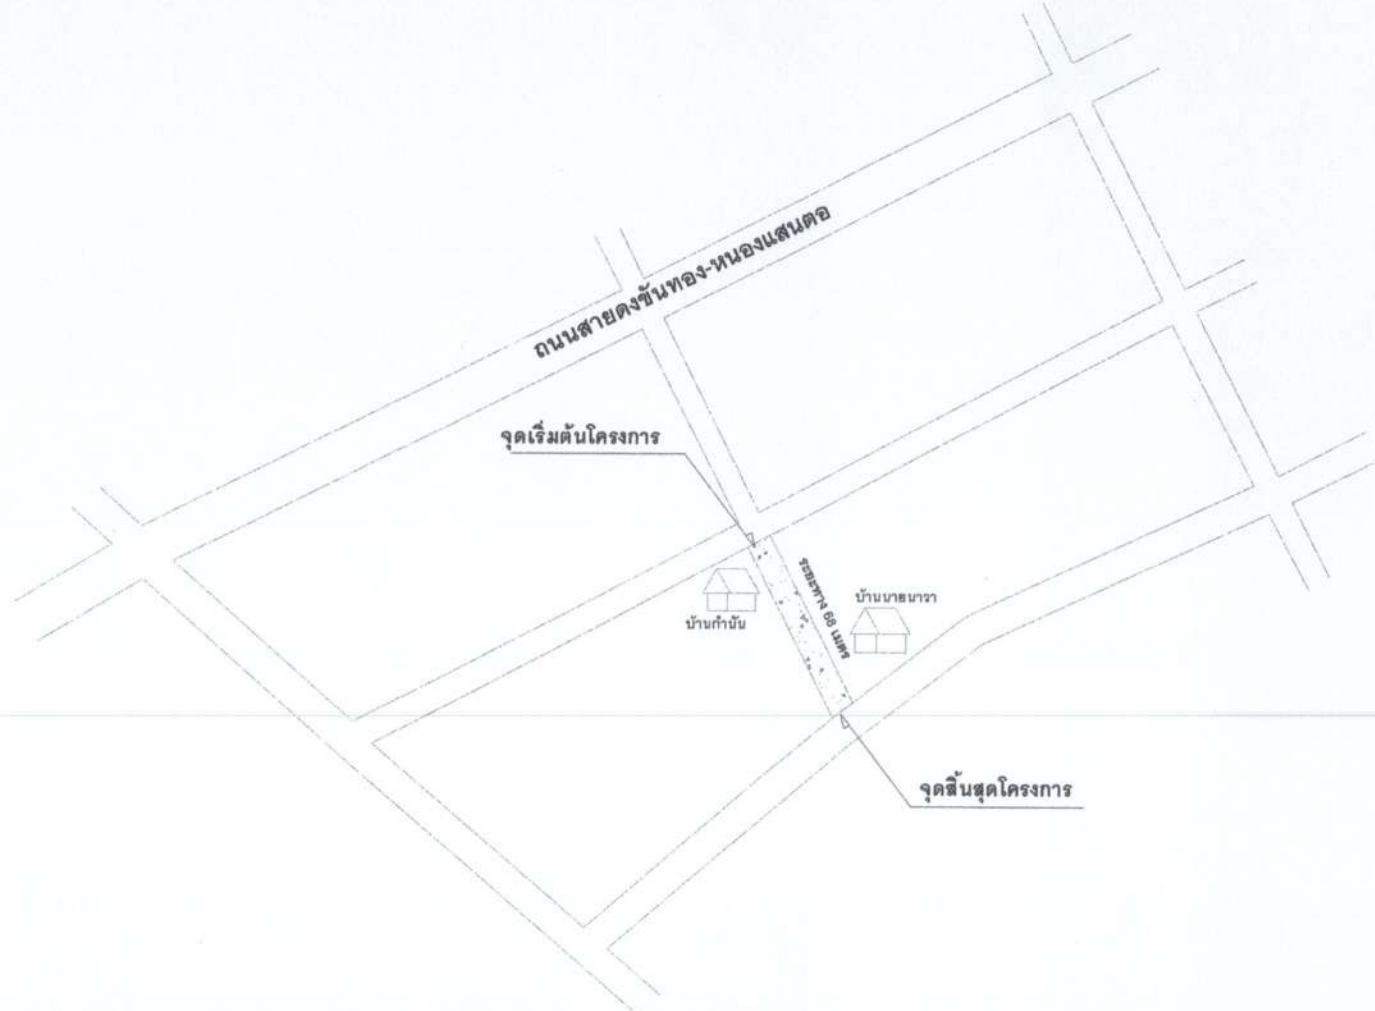 ถนนสายดงขันทอง-หนองแสนตอ
จุดเริ่มต้นโครงการ
ระยะทาง 68 เมตร
บ้านนายนารา
บ้านกำนัน
จุดสิ้นสุดโครงการ